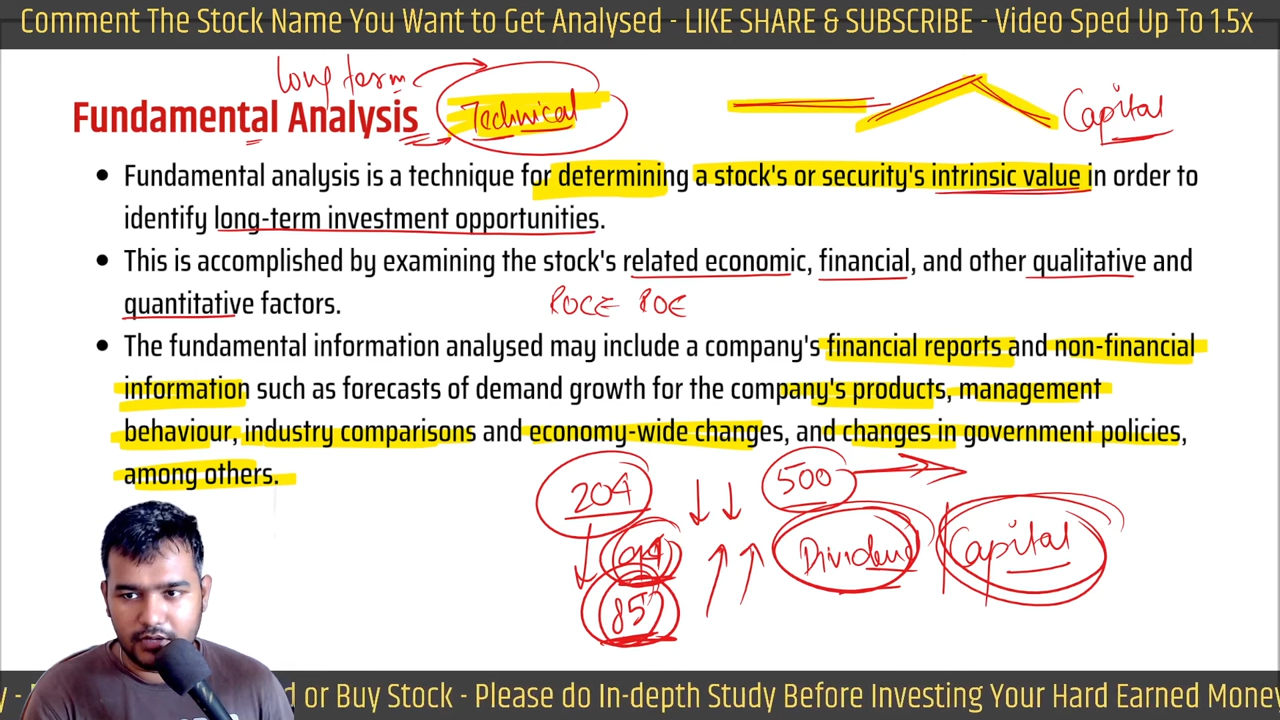 Comment The Stock Name You Want to Get Analysed - LIKE SHARE & SUBSCRIBE - Video Sped Up To 1.5x
long term
Fundamental Analysis
Technical
Capital
• Fundamental analysis is a technique for determining a stock's or security's intrinsic value in order to
identify long-term investment opportunities.
• This is accomplished by examining the stock's related economic, financial, and other qualitative and
quantitative factors.
ROCE ROE
• The fundamental information analysed may include a company's financial reports and non-financial
information such as forecasts of demand growth for the company's products, management
behaviour, industry comparisons and economy-wide changes, and changes in government policies,
among others.
204
500
Dividend
Capital
85
d or Buy Stock - Please do In-depth Study Before Investing Your Hard Earned Money